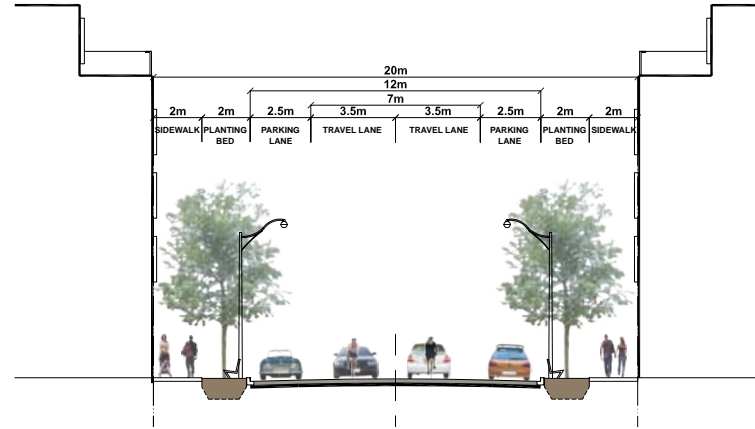 20m
12m
7m
2m 2m 2.5m 3.5m 3.5m 2.5m 2m 2m
SIDEWALK PLANTING PARKING TRAVEL LANE TRAVEL LANE PARKING PLANTING SIDEWALK
BED LANE LANE BED